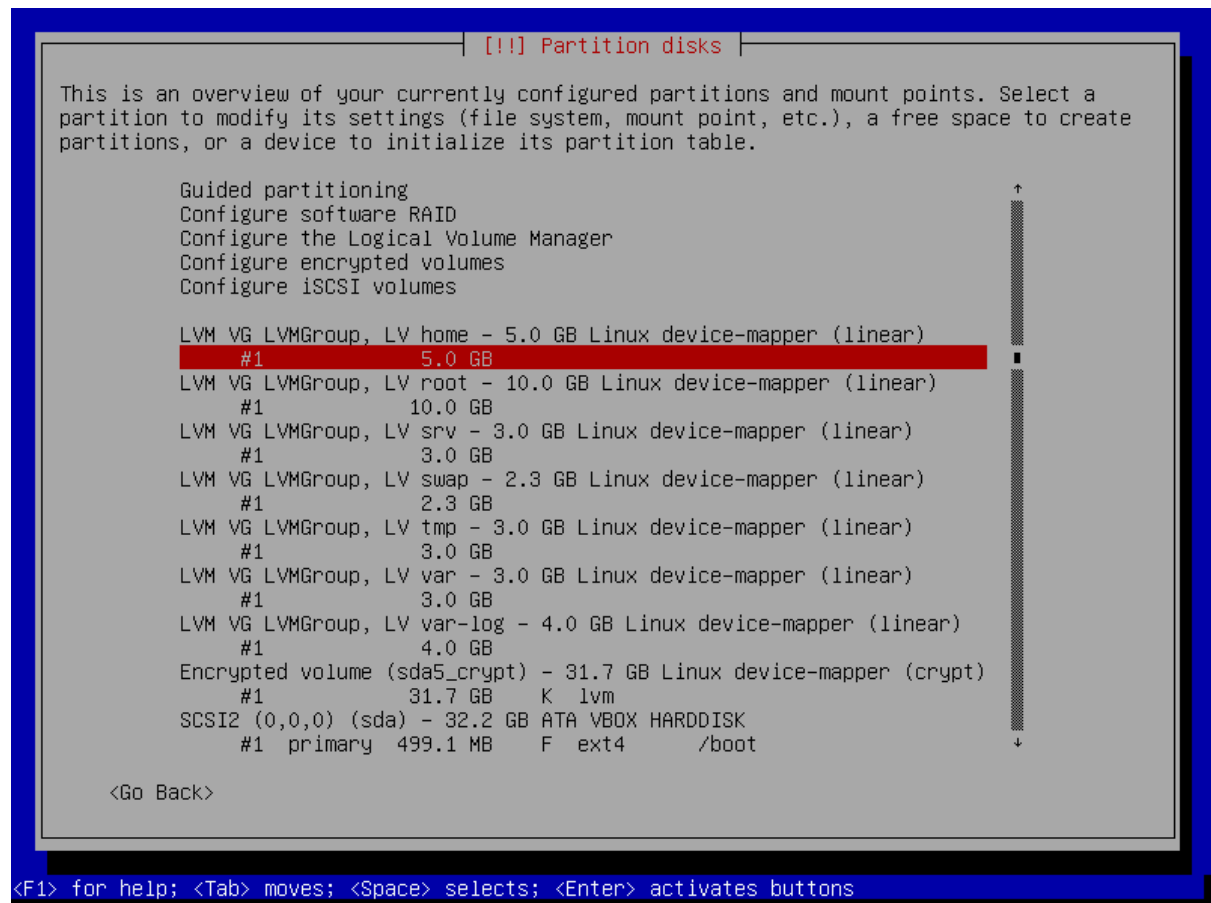 [!!] Partition disks
This is an overview of your currently configured partitions and mount points. Select a
partition to modify its settings (file system, mount point, etc.), a free space to create
partitions, or a device to initialize its partition table.
Guided partitioning
Configure software RAID
Configure the Logical Volume Manager
Configure encrypted volumes
Configure iSCSI volumes
LVM VG LVMGroup, LV home – 5.0 GB Linux device-mapper (linear)
#1 5.0 GB
LVM VG LVMGroup, LV root – 10.0 GB Linux device-mapper (linear)
#1 10.0 GB
LVM VG LVMGroup, LV srv – 3.0 GB Linux device-mapper (linear)
#1 3.0 GB
LVM VG LVMGroup, LV swap – 2.3 GB Linux device-mapper (linear)
#1 2.3 GB
LVM VG LVMGroup, LV tmp – 3.0 GB Linux device-mapper (linear)
#1 3.0 GB
LVM VG LVMGroup, LV var – 3.0 GB Linux device-mapper (linear)
#1 3.0 GB
LVM VG LVMGroup, LV var-log – 4.0 GB Linux device-mapper (linear)
#1 4.0 GB
Encrypted volume (sda5_crypt) – 31.7 GB Linux device-mapper (crypt)
#1 31.7 GB K lvm
SCSI2 (0,0,0) (sda) – 32.2 GB ATA VBOX HARDDISK
#1 primary 499.1 MB F ext4 /boot
<Go Back>
<F1> for help; <Tab> moves; <Space> selects; <Enter> activates buttons